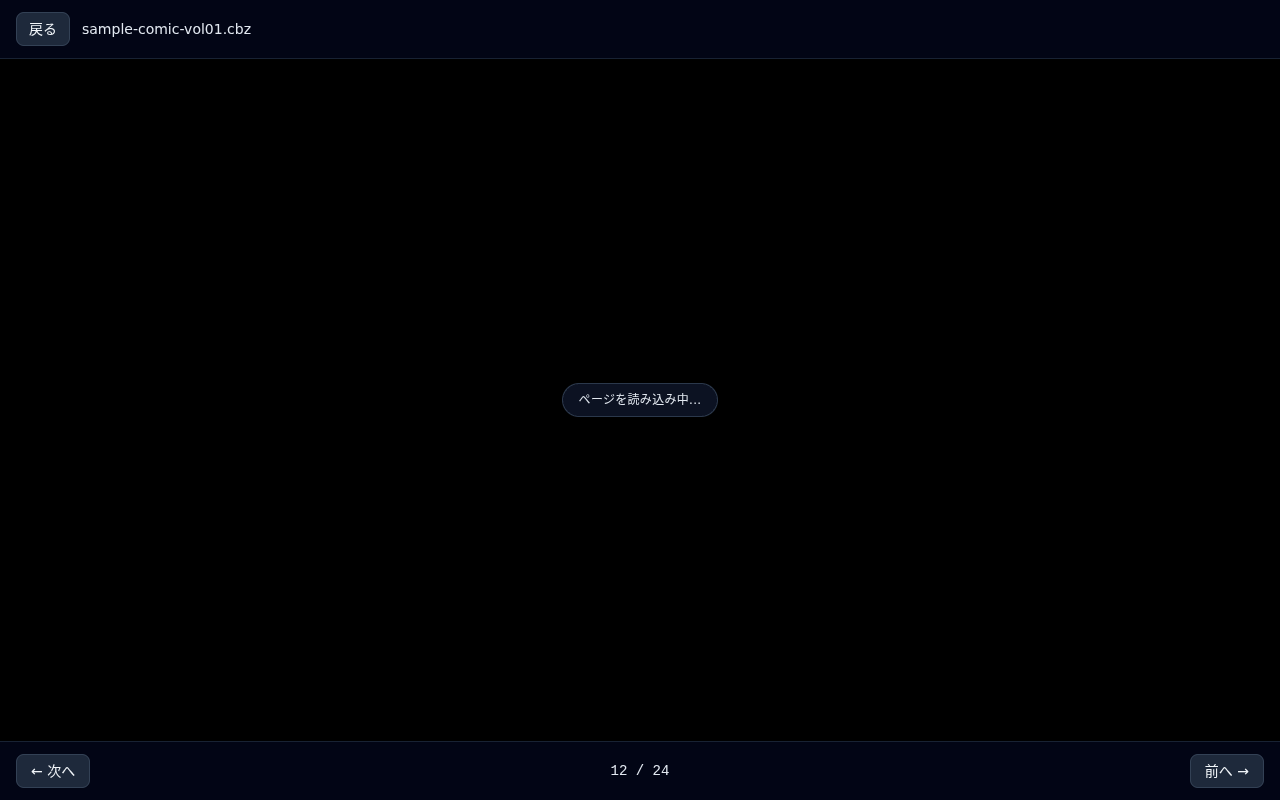 戻る sample-comic-vol01.cbz
ページを読み込み中...
← 次へ 12 / 24 前へ →